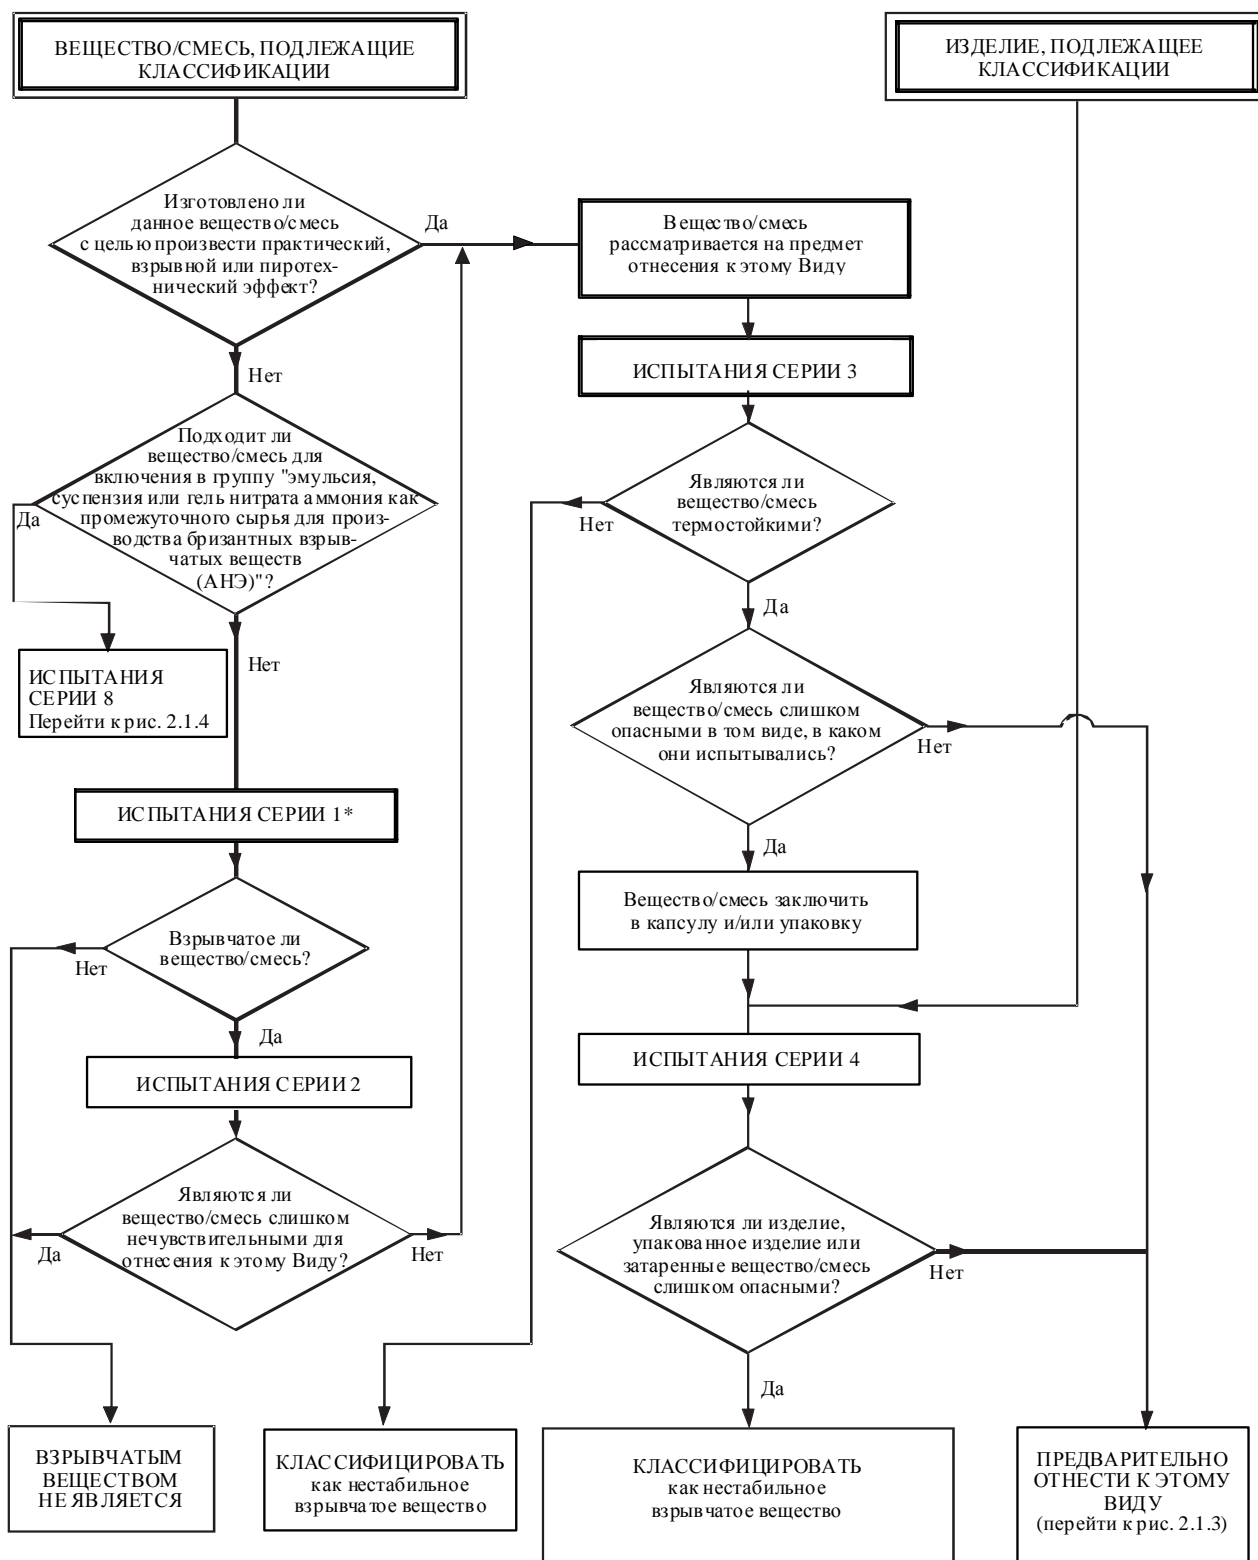 ВЕЩЕСТВО/СМЕСЬ, ПОДЛЕЖАЩИЕ
КЛАССИФИКАЦИИ
ИЗДЕЛИЕ, ПОДЛЕЖАЩЕЕ
КЛАССИФИКАЦИИ
Изготовлено ли
данное вещество/смесь
с целью произвести практический,
взрывной или пиротех-
нический эффект?
Да
Вещество/смесь
рассматривается на предмет
отнесения к этому Виду
Нет
ИСПЫТАНИЯ СЕРИИ 3
Подходит ли
вещество/смесь для
включения в группу "эмульсия,
суспензия или гель нитрата аммония как
промежуточного сырья для произ-
водства бризантных взрыв-
чатых веществ
(АНЭ)"?
Да
Нет
Являются ли
вещество/смесь
термостойкими?
Нет
Да
ИСПЫТАНИЯ
СЕРИИ 8
Перейти к рис. 2.1.4
Являются ли
вещество/смесь слишком
опасными в том виде, в каком
они испытывались?
Нет
Да
ИСПЫТАНИЯ СЕРИИ 1*
Вещество/смесь заключить
в капсулу и/или упаковку
Взрывчатое ли
вещество/смесь?
Нет
Да
ИСПЫТАНИЯ СЕРИИ 2
ИСПЫТАНИЯ СЕРИИ 4
Являются ли
вещество/смесь слишком
нечувствительными для
отнесения к этому Виду?
Да
Нет
Являются ли изделие,
упакованное изделие или
затаренные вещество/смесь
слишком опасными?
Нет
Да
ВЗРЫВЧАТЫМ
ВЕЩЕСТВОМ
НЕ ЯВЛЯЕТСЯ
КЛАССИФИЦИРОВАТЬ
как нестабильное
взрывчатое вещество
КЛАССИФИЦИРОВАТЬ
как нестабильное
взрывчатое вещество
ПРЕДВАРИТЕЛЬНО
ОТНЕСТИ К ЭТОМУ
ВИДУ
(перейти к рис. 2.1.3)